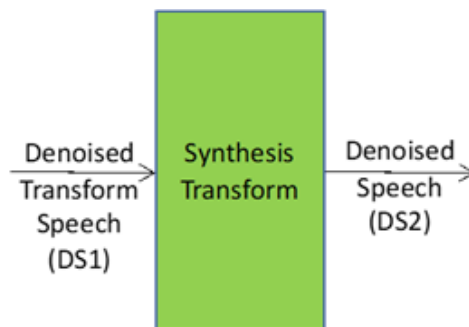 Denoised
Transform
Speech
(DS1)
Synthesis
Transform
Denoised
Speech
(DS2)